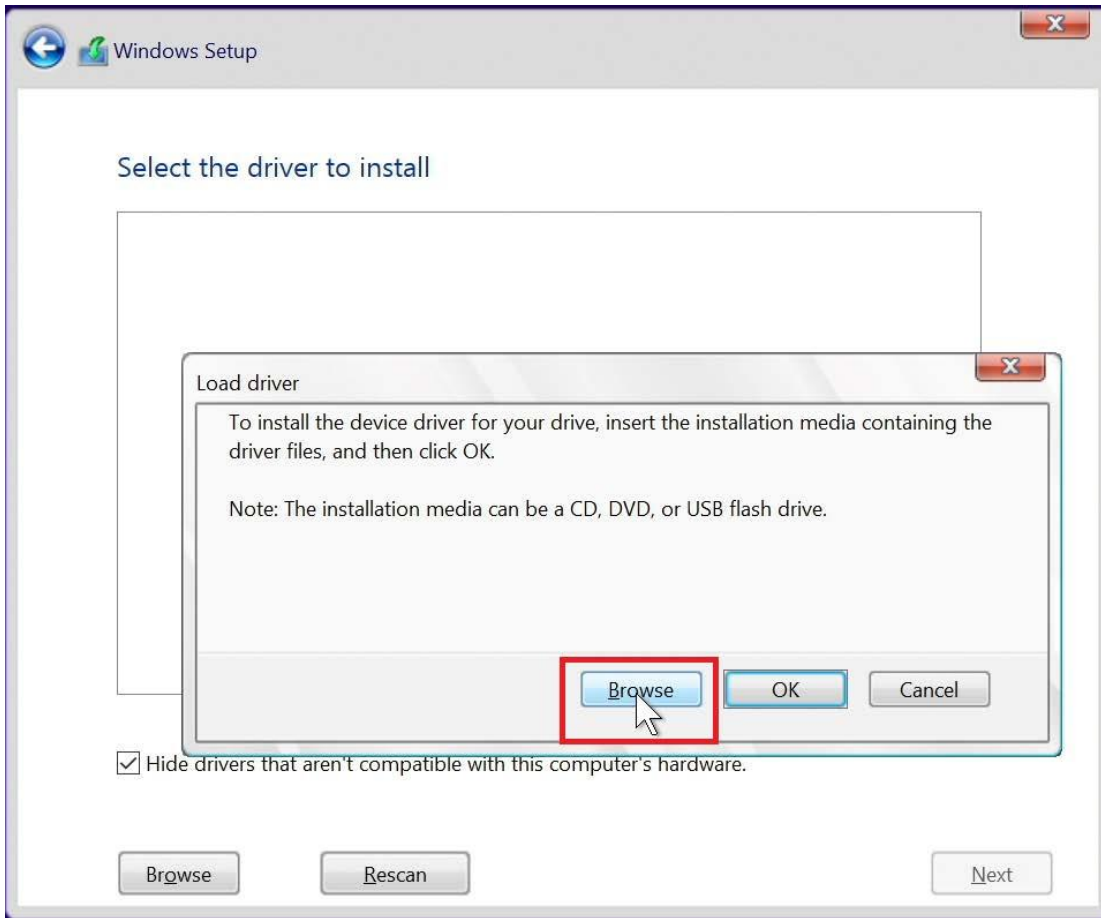 Windows Setup
Select the driver to install
Load driver
To install the device driver for your drive, insert the installation media containing the
driver files, and then click OK.
Note: The installation media can be a CD, DVD, or USB flash drive.
Browse OK Cancel
Hide drivers that aren't compatible with this computer's hardware.
Browse Rescan Next